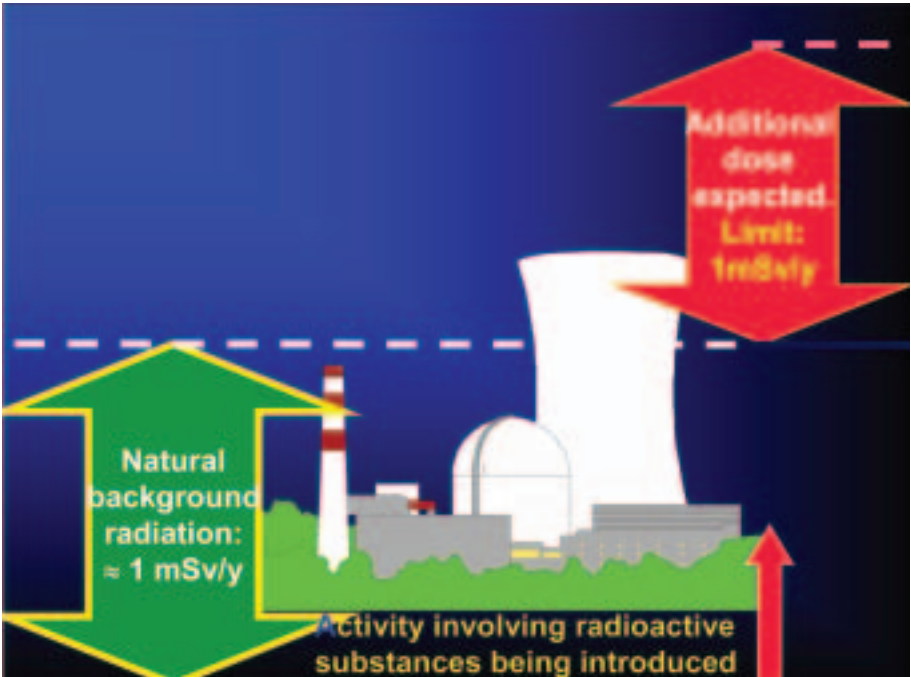 Additional
dose
expected.
Limit:
1mSv/y
Natural
background
radiation:
≈ 1 mSv/y
Activity involving radioactive
substances being introduced